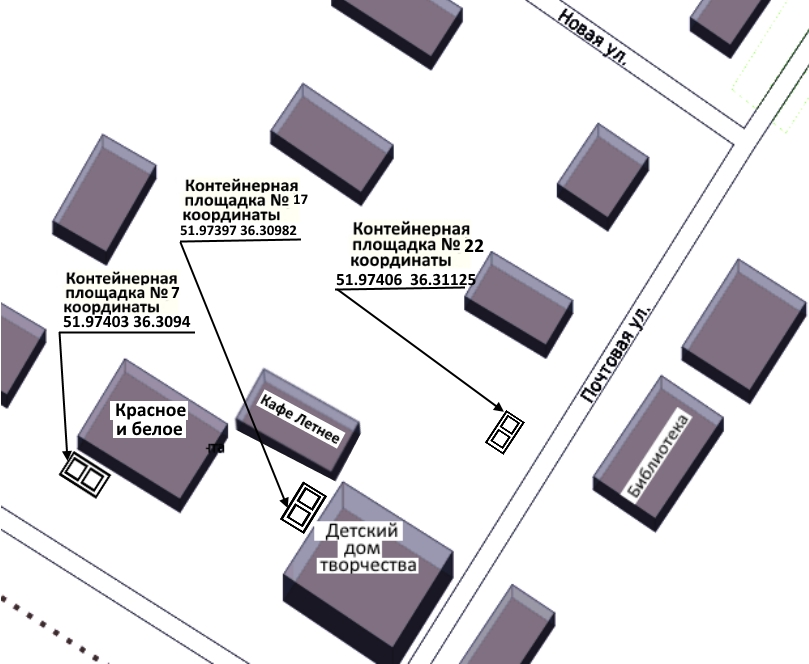 Новая ул.
Контейнерная
площадка № 17
координаты
51.97397 36.30982
Контейнерная
площадка № 22
координаты
51.97406 36.31125
Контейнерная
площадка № 7
координаты
51.97403 36.3094
Почтовая ул.
Красное
и белое
-па
Кафе Летнее
Библиотека
Детский
дом
творчества